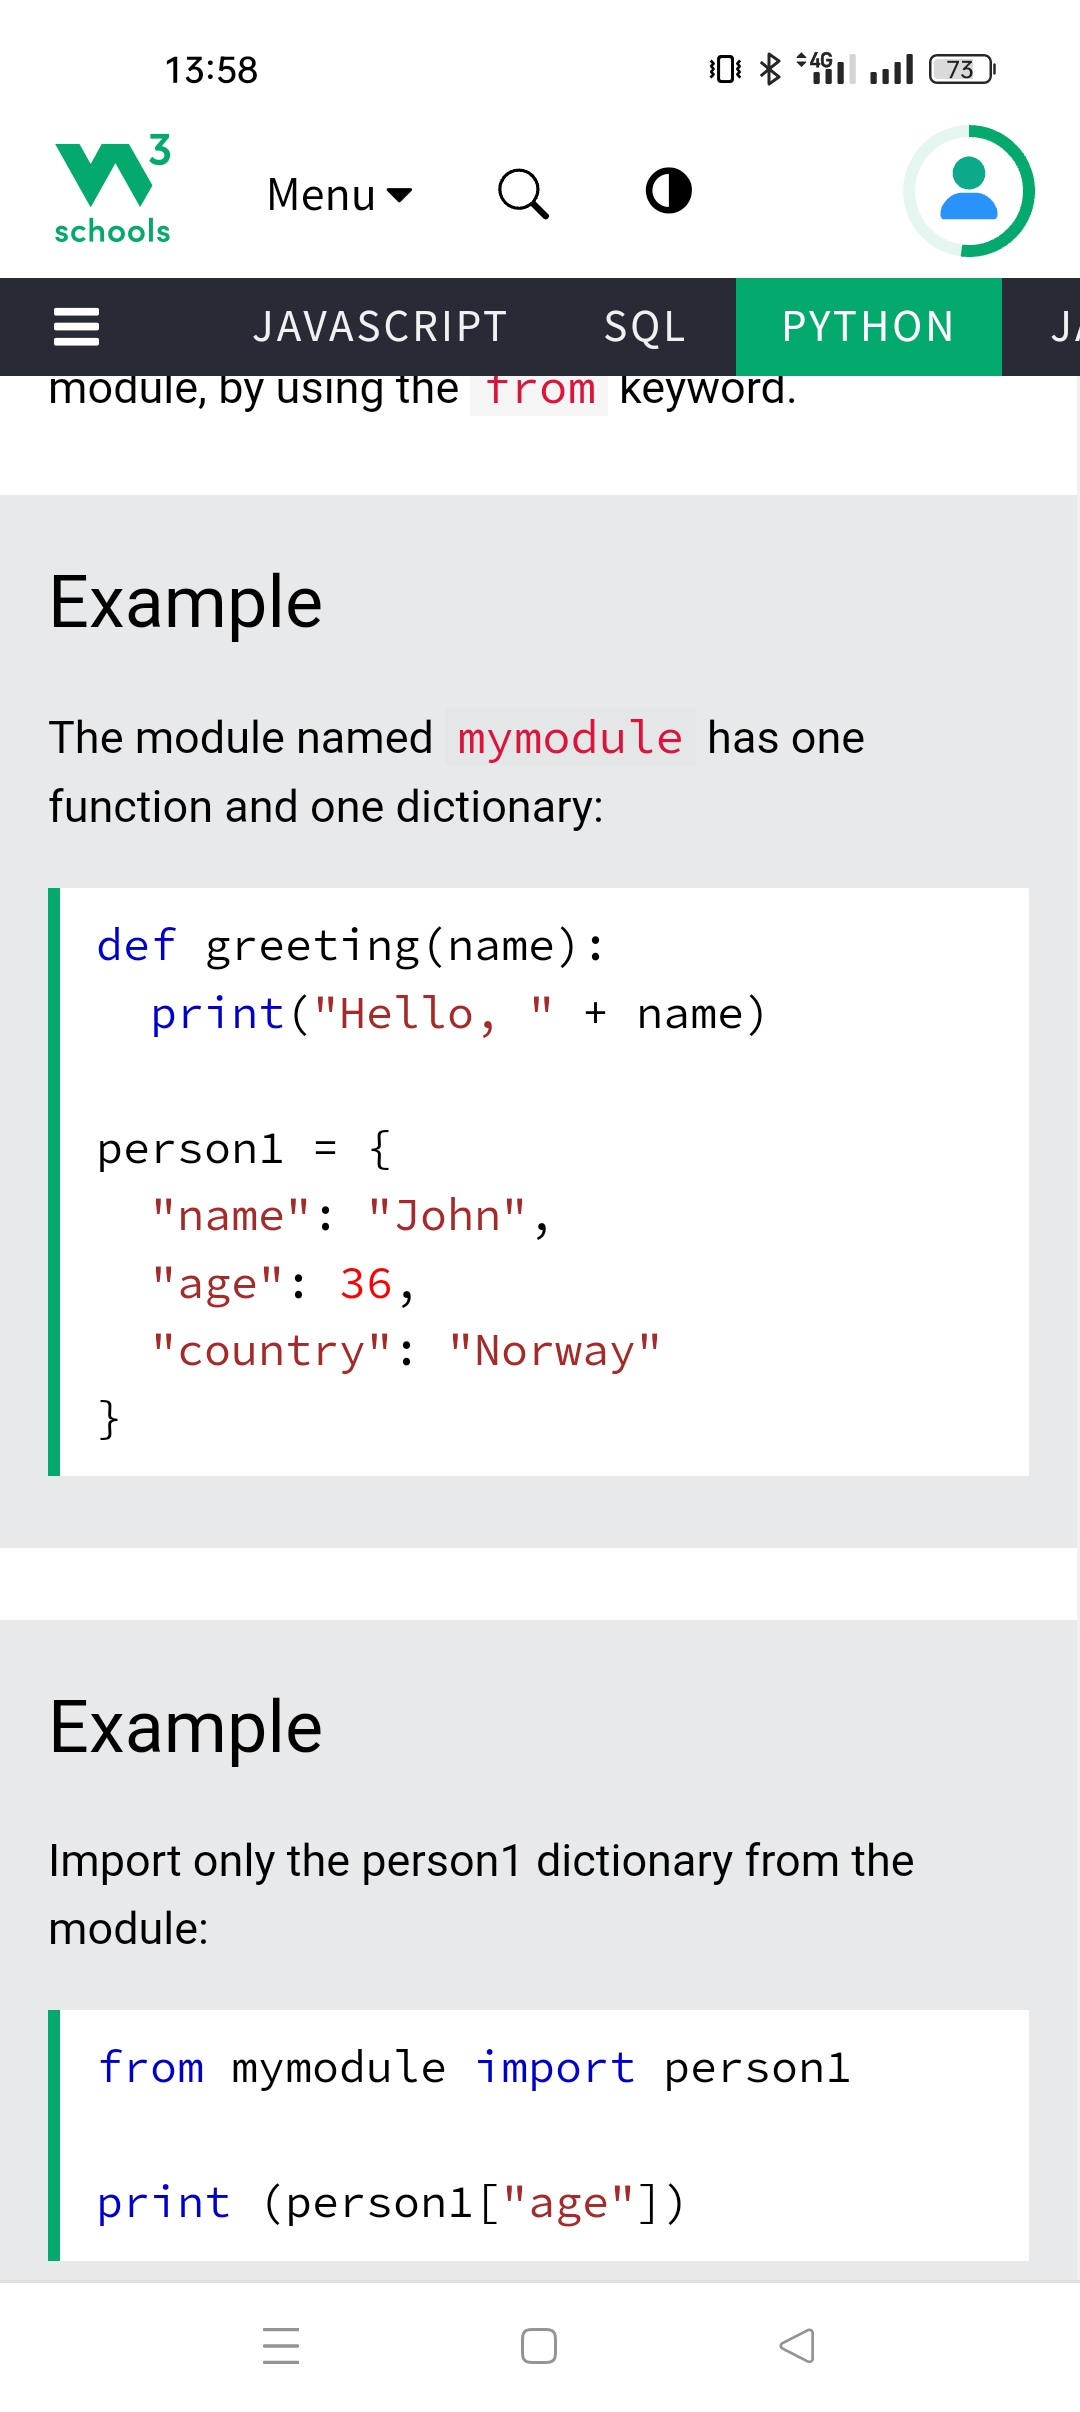 13:58
4G
73
3
schools
Menu
JAVASCRIPT SQL PYTHON JA
module, by using the from keyword.
Example
The module named mymodule has one
function and one dictionary:
def greeting(name):
  print("Hello, " + name)
person1 = {
  "name": "John",
  "age": 36,
  "country": "Norway"
}
Example
Import only the person1 dictionary from the
module:
from mymodule import person1
print (person1["age"])